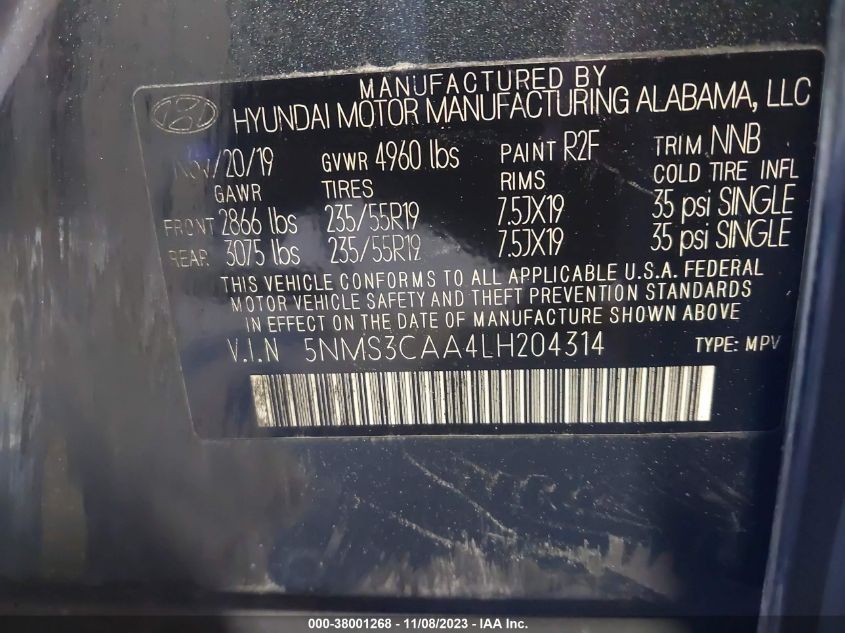 MANUFACTURED BY
HYUNDAI MOTOR MANUFACTURING ALABAMA, LLC
NOV/20/19 GVWR 4960 lbs PAINT R2F TRIM NNB
GAWR TIRES RIMS COLD TIRE INFL
FRONT 2866 lbs 235/55R19 7.5JX19 35 psi SINGLE
REAR 3075 lbs 235/55R19 7.5JX19 35 psi SINGLE
THIS VEHICLE CONFORMS TO ALL APPLICABLE U.S.A. FEDERAL
MOTOR VEHICLE SAFETY AND THEFT PREVENTION STANDARDS
IN EFFECT ON THE DATE OF MANUFACTURE SHOWN ABOVE
V.I.N 5NMS3CAA4LH204314 TYPE: MPV
000-38001268 - 11/08/2023 - IAA Inc.